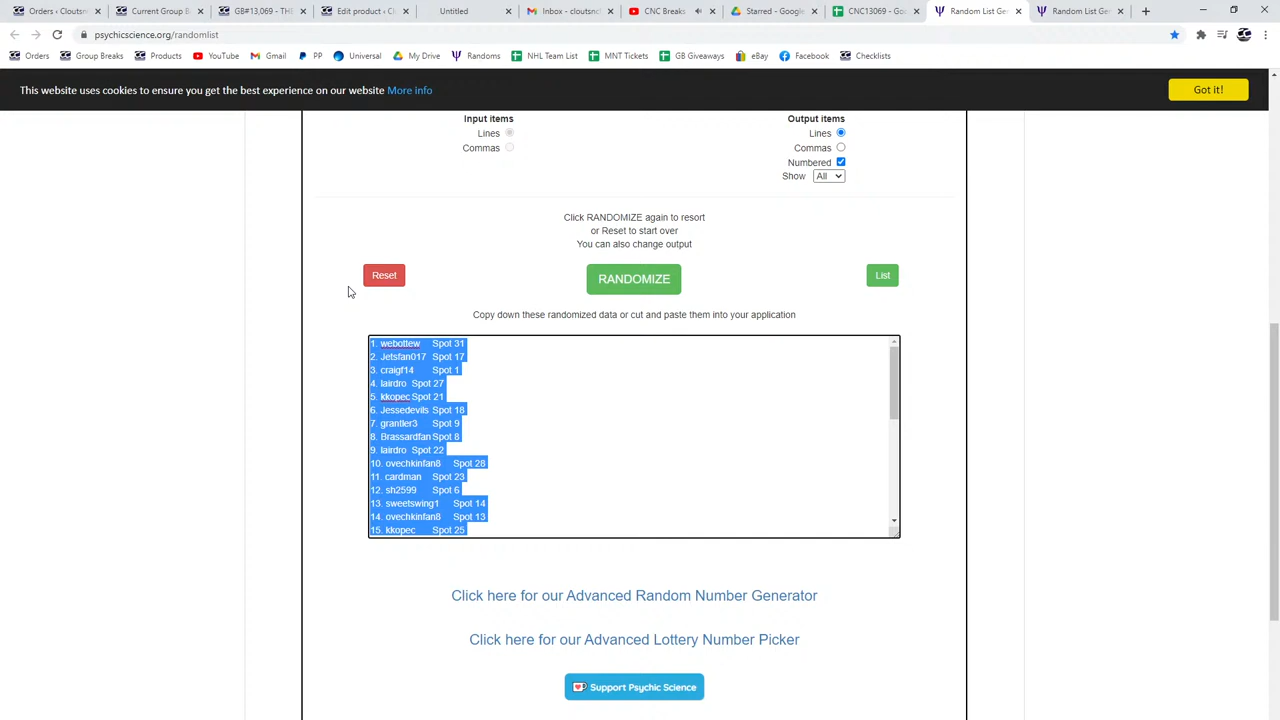 Orders ‹ Cloutsn
Current Group B
GB#13,069 - THE
Edit product ‹ Cl
Untitled
Inbox - cloutsnc
CNC Breaks
Starred - Google
CNC13069 - Goo
Random List Ge
Random List Ge
psychicscience.org/randomlist
Orders Group Breaks Products YouTube Gmail PP Universal My Drive Randoms NHL Team List MNT Tickets GB Giveaways eBay Facebook Checklists
This website uses cookies to ensure you get the best experience on our website More info Got it!
Input items Output items
Lines Lines
Commas Commas
Numbered
Show All
Click RANDOMIZE again to resort
or Reset to start over
You can also change output
Reset RANDOMIZE List
Copy down these randomized data or cut and paste them into your application
1. webottew Spot 31
2. Jetsfan017 Spot 17
3. craigf14 Spot 1
4. lairdro Spot 27
5. kkopec Spot 21
6. Jessedevils Spot 18
7. grantler3 Spot 9
8. Brassardfan Spot 8
9. lairdro Spot 22
10. ovechkinfan8 Spot 28
11. cardman Spot 23
12. sh2599 Spot 6
13. sweetswing1 Spot 14
14. ovechkinfan8 Spot 13
15. kkopec Spot 25
Click here for our Advanced Random Number Generator
Click here for our Advanced Lottery Number Picker
Support Psychic Science